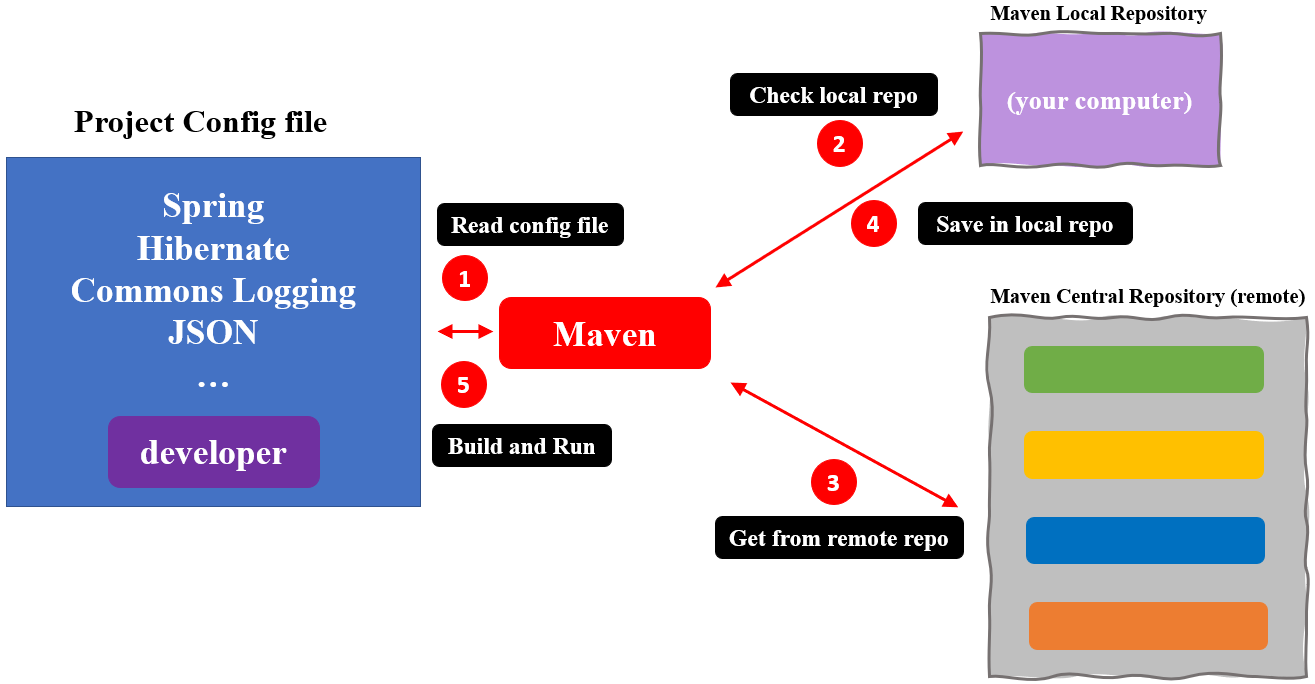 Project Config file
Spring
Hibernate
Commons Logging
JSON
...
developer
Read config file
1
5
Build and Run
Maven
Check local repo
2
4
Save in local repo
3
Get from remote repo
Maven Local Repository
(your computer)
Maven Central Repository (remote)